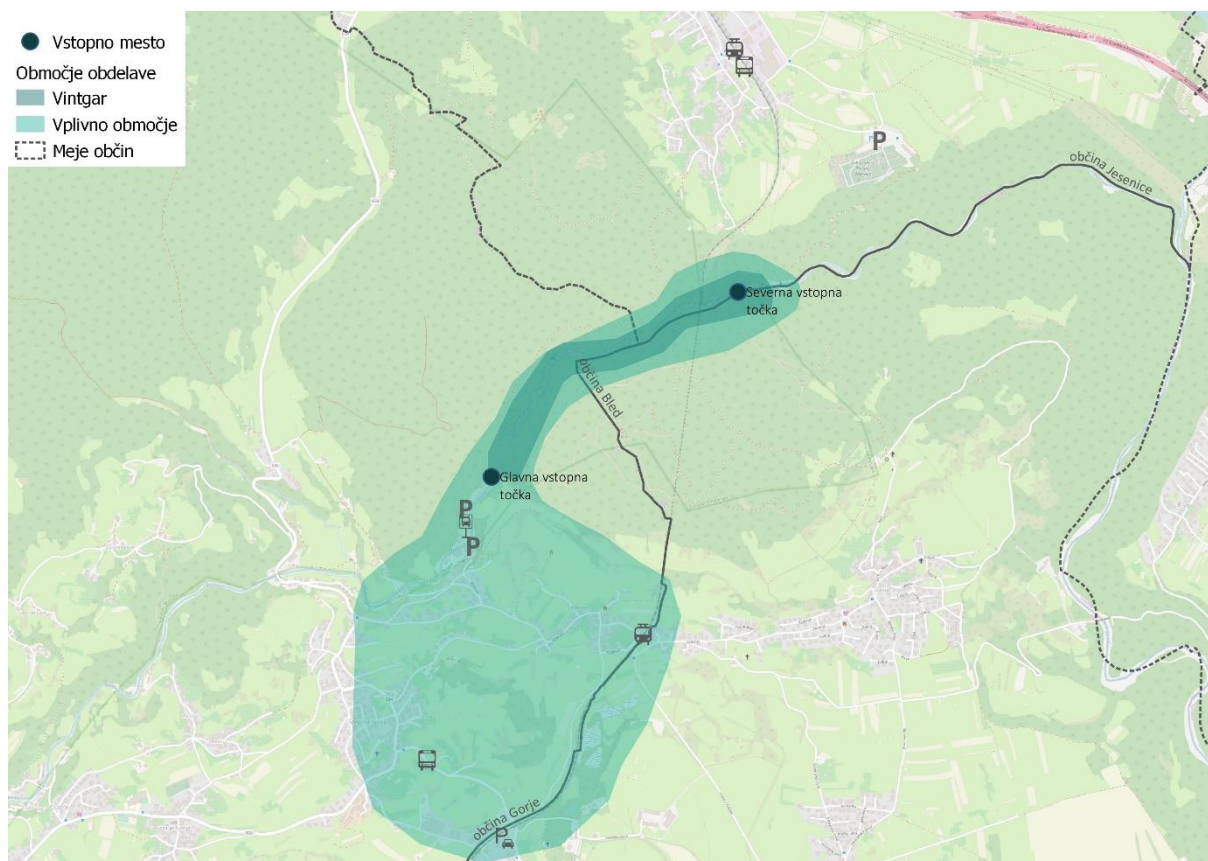 Vstopno mesto
Območje obdelave
Vintgar
Vplivno območje
Meje občin
P
občina Jesenice
Severna vstopna
točka
občina Bled
Glavna vstopna
točka
P
P
občina Gorje
P